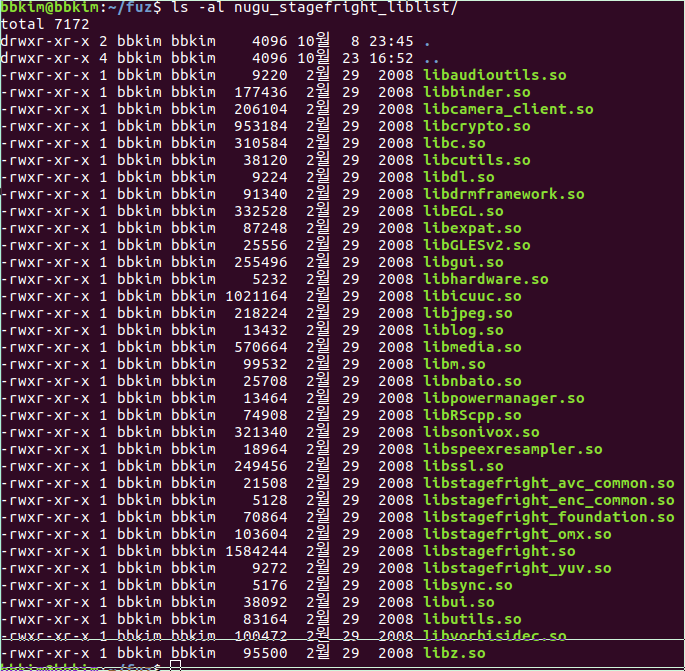 bbkim@bbkim:~/fuz$ ls -al nugu_stagefright_liblist/
total 7172
drwxr-xr-x 2 bbkim bbkim    4096 10월  8 23:45 .
drwxr-xr-x 4 bbkim bbkim    4096 10월 23 16:52 ..
-rwxr-xr-x 1 bbkim bbkim    9220  2월 29  2008 libaudioutils.so
-rwxr-xr-x 1 bbkim bbkim  177436  2월 29  2008 libbinder.so
-rwxr-xr-x 1 bbkim bbkim  206104  2월 29  2008 libcamera_client.so
-rwxr-xr-x 1 bbkim bbkim  953184  2월 29  2008 libcrypto.so
-rwxr-xr-x 1 bbkim bbkim  310584  2월 29  2008 libc.so
-rwxr-xr-x 1 bbkim bbkim   38120  2월 29  2008 libcutils.so
-rwxr-xr-x 1 bbkim bbkim    9224  2월 29  2008 libdl.so
-rwxr-xr-x 1 bbkim bbkim   91340  2월 29  2008 libdrmframework.so
-rwxr-xr-x 1 bbkim bbkim  332528  2월 29  2008 libEGL.so
-rwxr-xr-x 1 bbkim bbkim   87248  2월 29  2008 libexpat.so
-rwxr-xr-x 1 bbkim bbkim   25556  2월 29  2008 libGLESv2.so
-rwxr-xr-x 1 bbkim bbkim  255496  2월 29  2008 libgui.so
-rwxr-xr-x 1 bbkim bbkim    5232  2월 29  2008 libhardware.so
-rwxr-xr-x 1 bbkim bbkim 1021164  2월 29  2008 libicuuc.so
-rwxr-xr-x 1 bbkim bbkim  218224  2월 29  2008 libjpeg.so
-rwxr-xr-x 1 bbkim bbkim   13432  2월 29  2008 liblog.so
-rwxr-xr-x 1 bbkim bbkim  570664  2월 29  2008 libmedia.so
-rwxr-xr-x 1 bbkim bbkim   99532  2월 29  2008 libm.so
-rwxr-xr-x 1 bbkim bbkim   25708  2월 29  2008 libnbaio.so
-rwxr-xr-x 1 bbkim bbkim   13464  2월 29  2008 libpowermanager.so
-rwxr-xr-x 1 bbkim bbkim   74908  2월 29  2008 libRScpp.so
-rwxr-xr-x 1 bbkim bbkim  321340  2월 29  2008 libsonivox.so
-rwxr-xr-x 1 bbkim bbkim   18964  2월 29  2008 libspeexresampler.so
-rwxr-xr-x 1 bbkim bbkim  249456  2월 29  2008 libssl.so
-rwxr-xr-x 1 bbkim bbkim   21508  2월 29  2008 libstagefright_avc_common.so
-rwxr-xr-x 1 bbkim bbkim    5128  2월 29  2008 libstagefright_enc_common.so
-rwxr-xr-x 1 bbkim bbkim   70864  2월 29  2008 libstagefright_foundation.so
-rwxr-xr-x 1 bbkim bbkim  103604  2월 29  2008 libstagefright_omx.so
-rwxr-xr-x 1 bbkim bbkim 1584244  2월 29  2008 libstagefright.so
-rwxr-xr-x 1 bbkim bbkim    9272  2월 29  2008 libstagefright_yuv.so
-rwxr-xr-x 1 bbkim bbkim    5176  2월 29  2008 libsync.so
-rwxr-xr-x 1 bbkim bbkim   38092  2월 29  2008 libui.so
-rwxr-xr-x 1 bbkim bbkim   83164  2월 29  2008 libutils.so
-rwxr-xr-x 1 bbkim bbkim  100472  2월 29  2008 libvorbisidec.so
-rwxr-xr-x 1 bbkim bbkim   95500  2월 29  2008 libz.so
bbkim@bbkim:~/fuz$